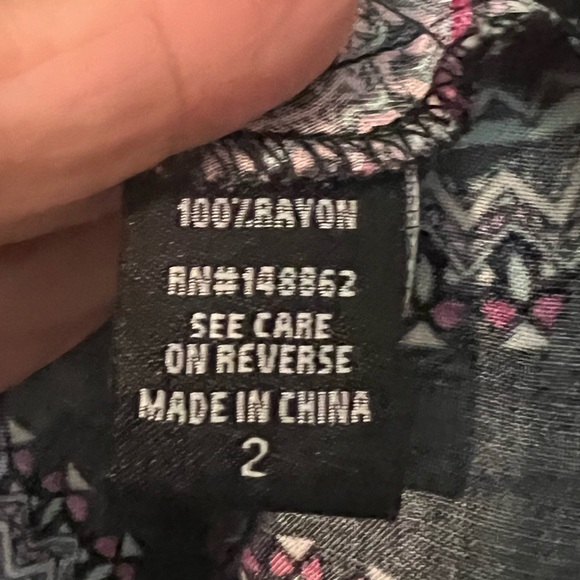 100%RAYON
RN#148862
SEE CARE
ON REVERSE
MADE IN CHINA
2